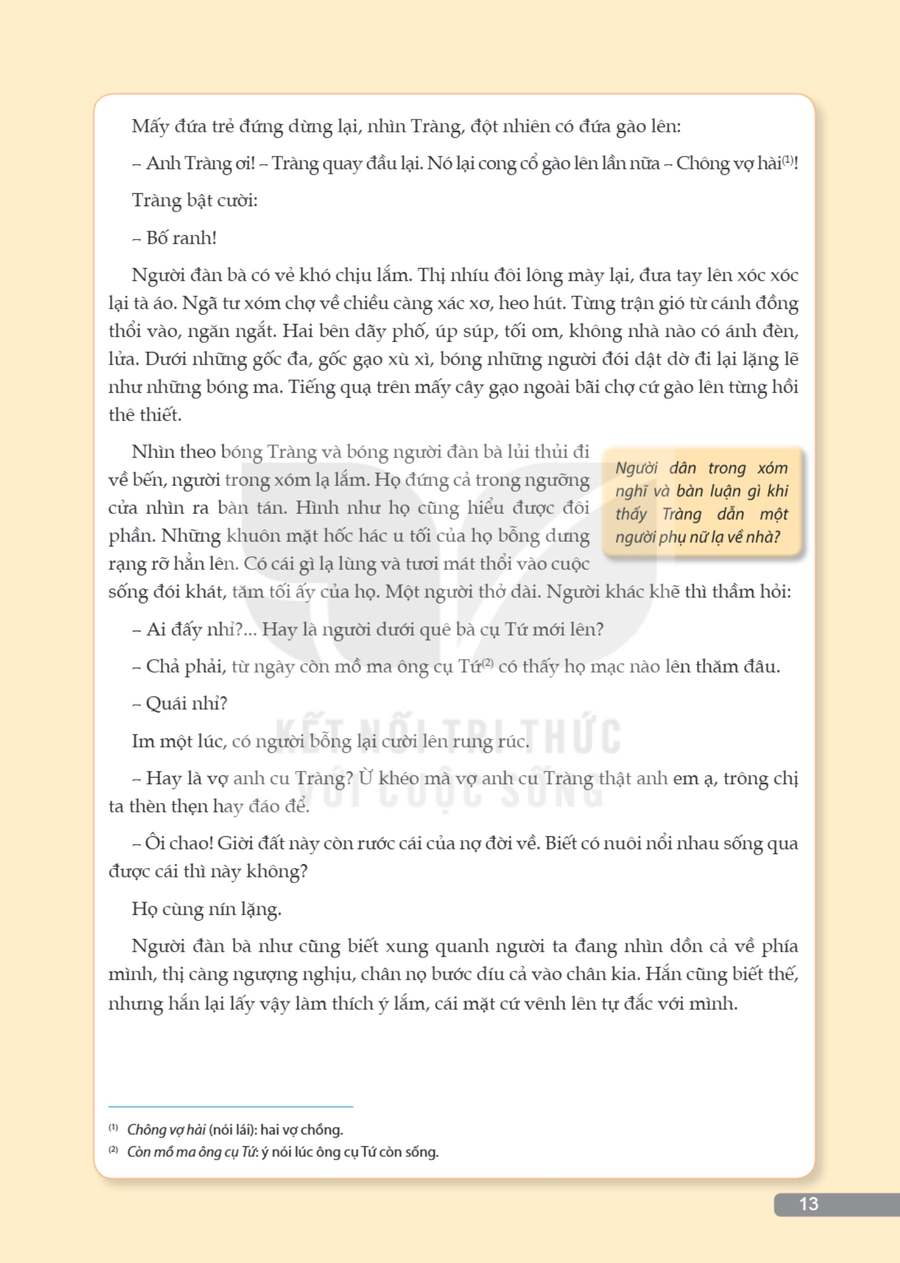 Mấy đứa trẻ đứng dừng lại, nhìn Tràng, đột nhiên có đứa gào lên:
– Anh Tràng ơi! – Tràng quay đầu lại. Nó lại cong cổ gào lên lần nữa – Chông vợ hài⁽¹⁾!
Tràng bật cười:
– Bố ranh!
Người đàn bà có vẻ khó chịu lắm. Thị nhíu đôi lông mày lại, đưa tay lên xóc xóc
lại tà áo. Ngã tư xóm chợ về chiều càng xác xơ, heo hút. Từng trận gió từ cánh đồng
thổi vào, ngăn ngắt. Hai bên dãy phố, úp súp, tối om, không nhà nào có ánh đèn,
lửa. Dưới những gốc đa, gốc gạo xù xì, bóng những người đói dật dờ đi lại lặng lẽ
như những bóng ma. Tiếng quạ trên mấy cây gạo ngoài bãi chợ cứ gào lên từng hồi
thê thiết.
Nhìn theo bóng Tràng và bóng người đàn bà lủi thủi đi
về bến, người trong xóm lạ lắm. Họ đứng cả trong ngưỡng
cửa nhìn ra bàn tán. Hình như họ cũng hiểu được đôi
phần. Những khuôn mặt hốc hác u tối của họ bỗng dưng
rạng rỡ hẳn lên. Có cái gì lạ lùng và tươi mát thổi vào cuộc
sống đói khát, tăm tối ấy của họ. Một người thở dài. Người khác khẽ thì thầm hỏi:
Người dân trong xóm
nghĩ và bàn luận gì khi
thấy Tràng dẫn một
người phụ nữ lạ về nhà?
– Ai đấy nhỉ?... Hay là người dưới quê bà cụ Tứ mới lên?
– Chả phải, từ ngày còn mồ ma ông cụ Tứ⁽²⁾ có thấy họ mạc nào lên thăm đâu.
– Quái nhỉ?
Im một lúc, có người bỗng lại cười lên rung rúc.
– Hay là vợ anh cu Tràng? Ừ khéo mà vợ anh cu Tràng thật anh em ạ, trông chị
ta thèn thẹn hay đáo để.
– Ôi chao! Giời đất này còn rước cái của nợ đời về. Biết có nuôi nổi nhau sống qua
được cái thì này không?
Họ cùng nín lặng.
Người đàn bà như cũng biết xung quanh người ta đang nhìn dồn cả về phía
mình, thị càng ngượng nghịu, chân nọ bước díu cả vào chân kia. Hắn cũng biết thế,
nhưng hắn lại lấy vậy làm thích ý lắm, cái mặt cứ vênh lên tự đắc với mình.
KẾT NỐI TRI THỨC
VỚI CUỘC SỐNG
⁽¹⁾ Chông vợ hài (nói lái): hai vợ chồng.
⁽²⁾ Còn mồ ma ông cụ Tứ: ý nói lúc ông cụ Tứ còn sống.
13